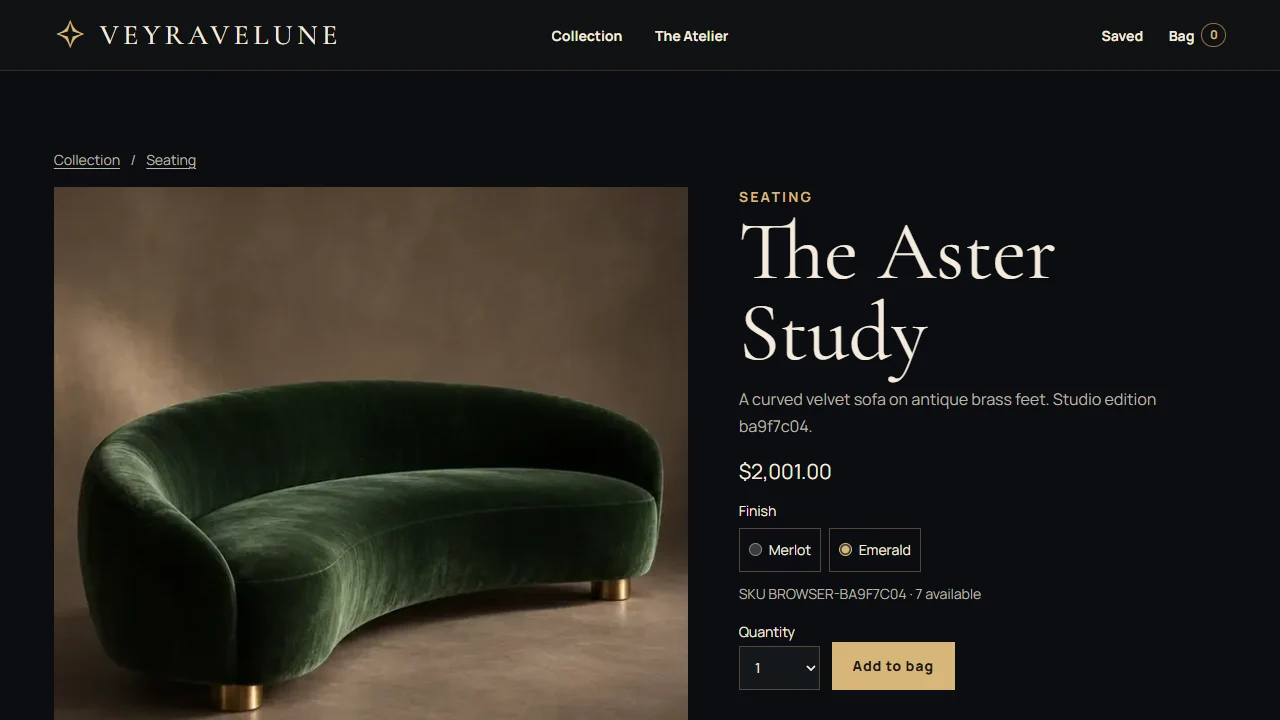 VEYRAVELUNE
Collection
The Atelier
Saved
Bag 0
Collection / Seating
SEATING
The Aster
Study
A curved velvet sofa on antique brass feet. Studio edition
ba9f7c04.
$2,001.00
Finish
Merlot
Emerald
SKU BROWSER-BA9F7C04 · 7 available
Quantity
1
Add to bag